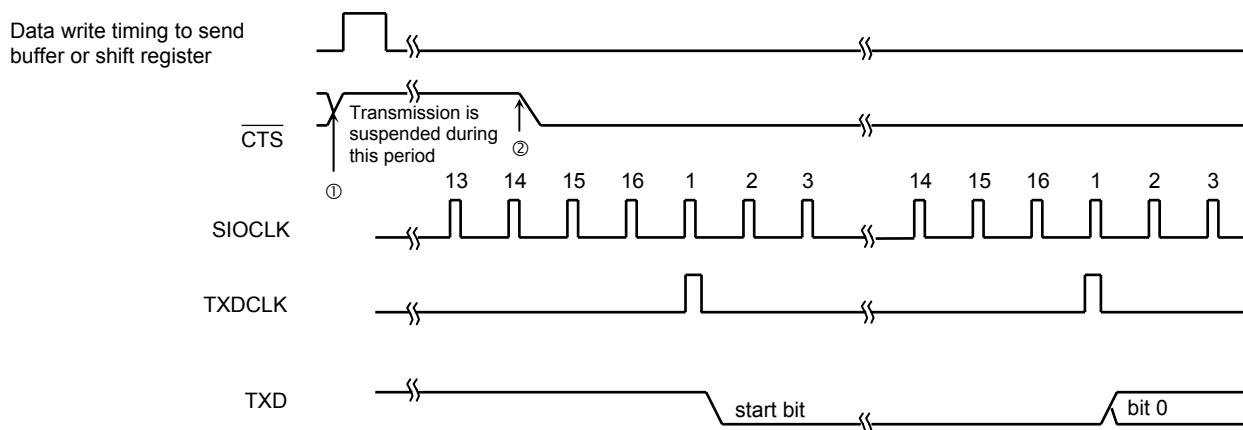 Data write timing to send
buffer or shift register
CTS
Transmission is
suspended during
this period
①
②
13 14 15 16 1 2 3 14 15 16 1 2 3
SIOCLK
TXDCLK
TXD
start bit
bit 0